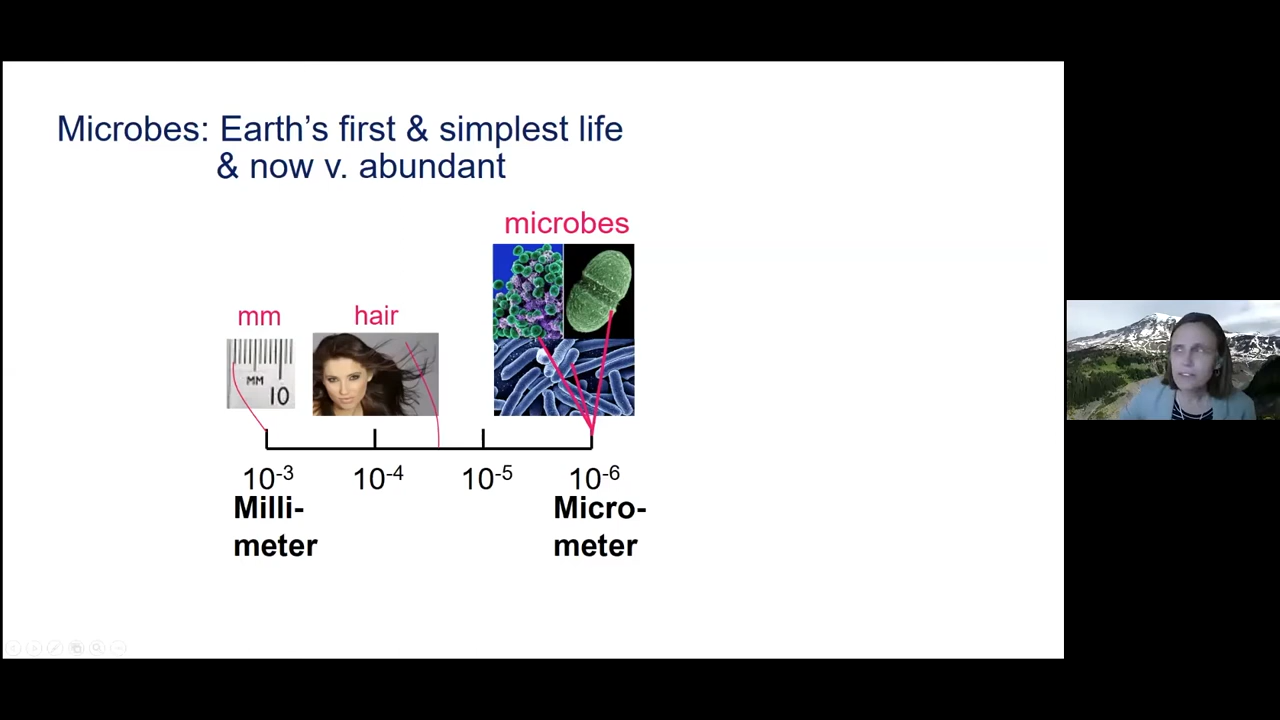 Microbes: Earth's first & simplest life
& now v. abundant
microbes
mm
hair
MM
10
10⁻³
10⁻⁴
10⁻⁵
10⁻⁶
Milli-
meter
Micro-
meter